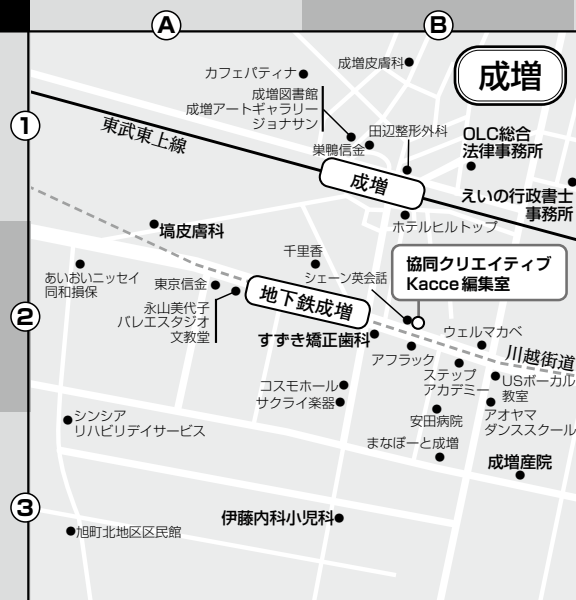 A
B
成増
1
2
3
カフェパティナ
成増皮膚科
成増図書館
成増アートギャラリー
ジョナサン
田辺整形外科
巣鴨信金
OLC総合
法律事務所
東武東上線
成増
えいの行政書士
事務所
ホテルヒルトップ
塙皮膚科
千里香
シェーン英会話
協同クリエイティブ
Kacce編集室
あいおいニッセイ
同和損保
東京信金
地下鉄成増
永山美代子
バレエスタジオ
文教堂
すずき矯正歯科
ウェルマカベ
川越街道
アフラック
ステップ
アカデミー
USボーカル
教室
コスモホール
サクライ楽器
アオヤマ
ダンススクール
シンシア
リハビリデイサービス
安田病院
まなぽーと成増
成増産院
伊藤内科小児科
旭町北地区区民館